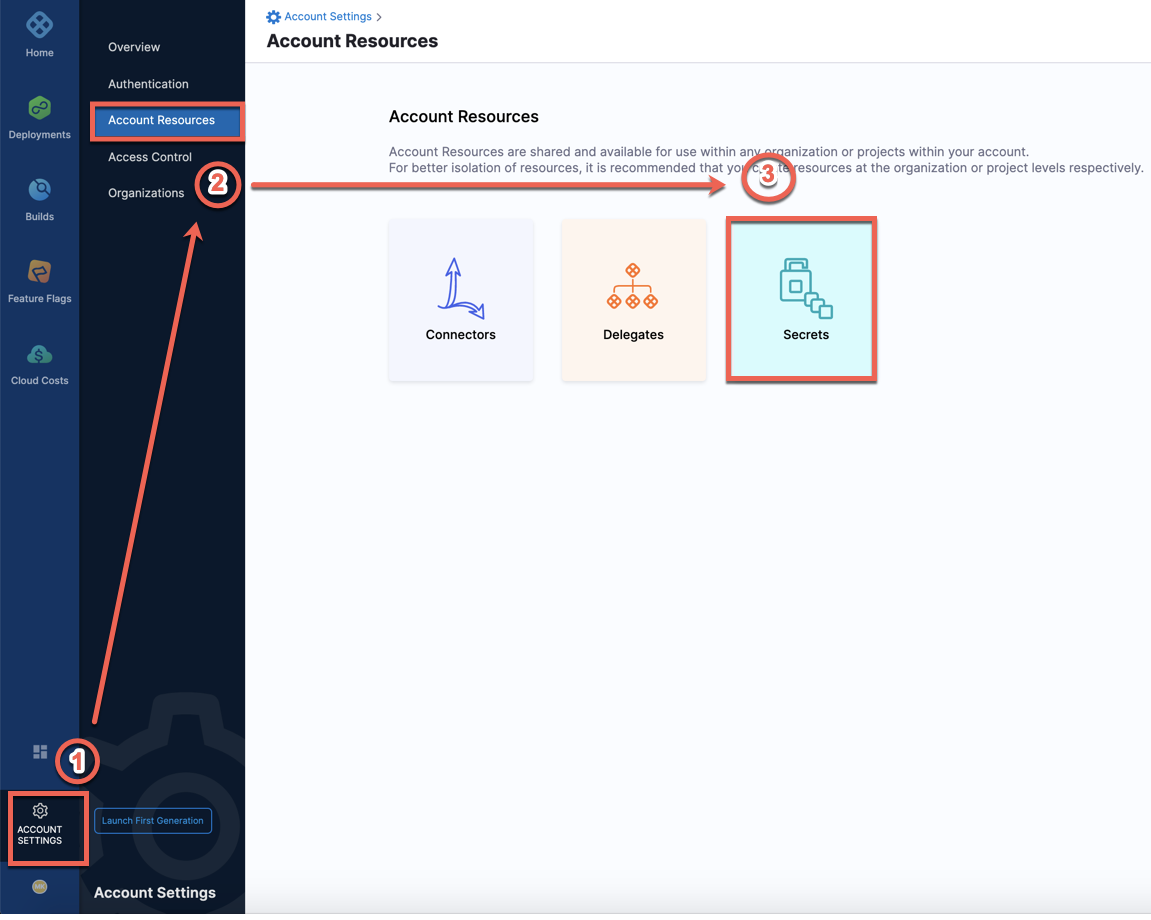 Home
Deployments
Builds
Feature Flags
Cloud Costs
1
ACCOUNT
SETTINGS
MK
Overview
Authentication
Account Resources
Access Control
Organizations
2
Launch First Generation
Account Settings
Account Settings >
Account Resources
Account Resources
Account Resources are shared and available for use within any organization or projects within your account.
For better isolation of resources, it is recommended that you c te resources at the organization or project levels respectively.
3
Connectors
Delegates
Secrets